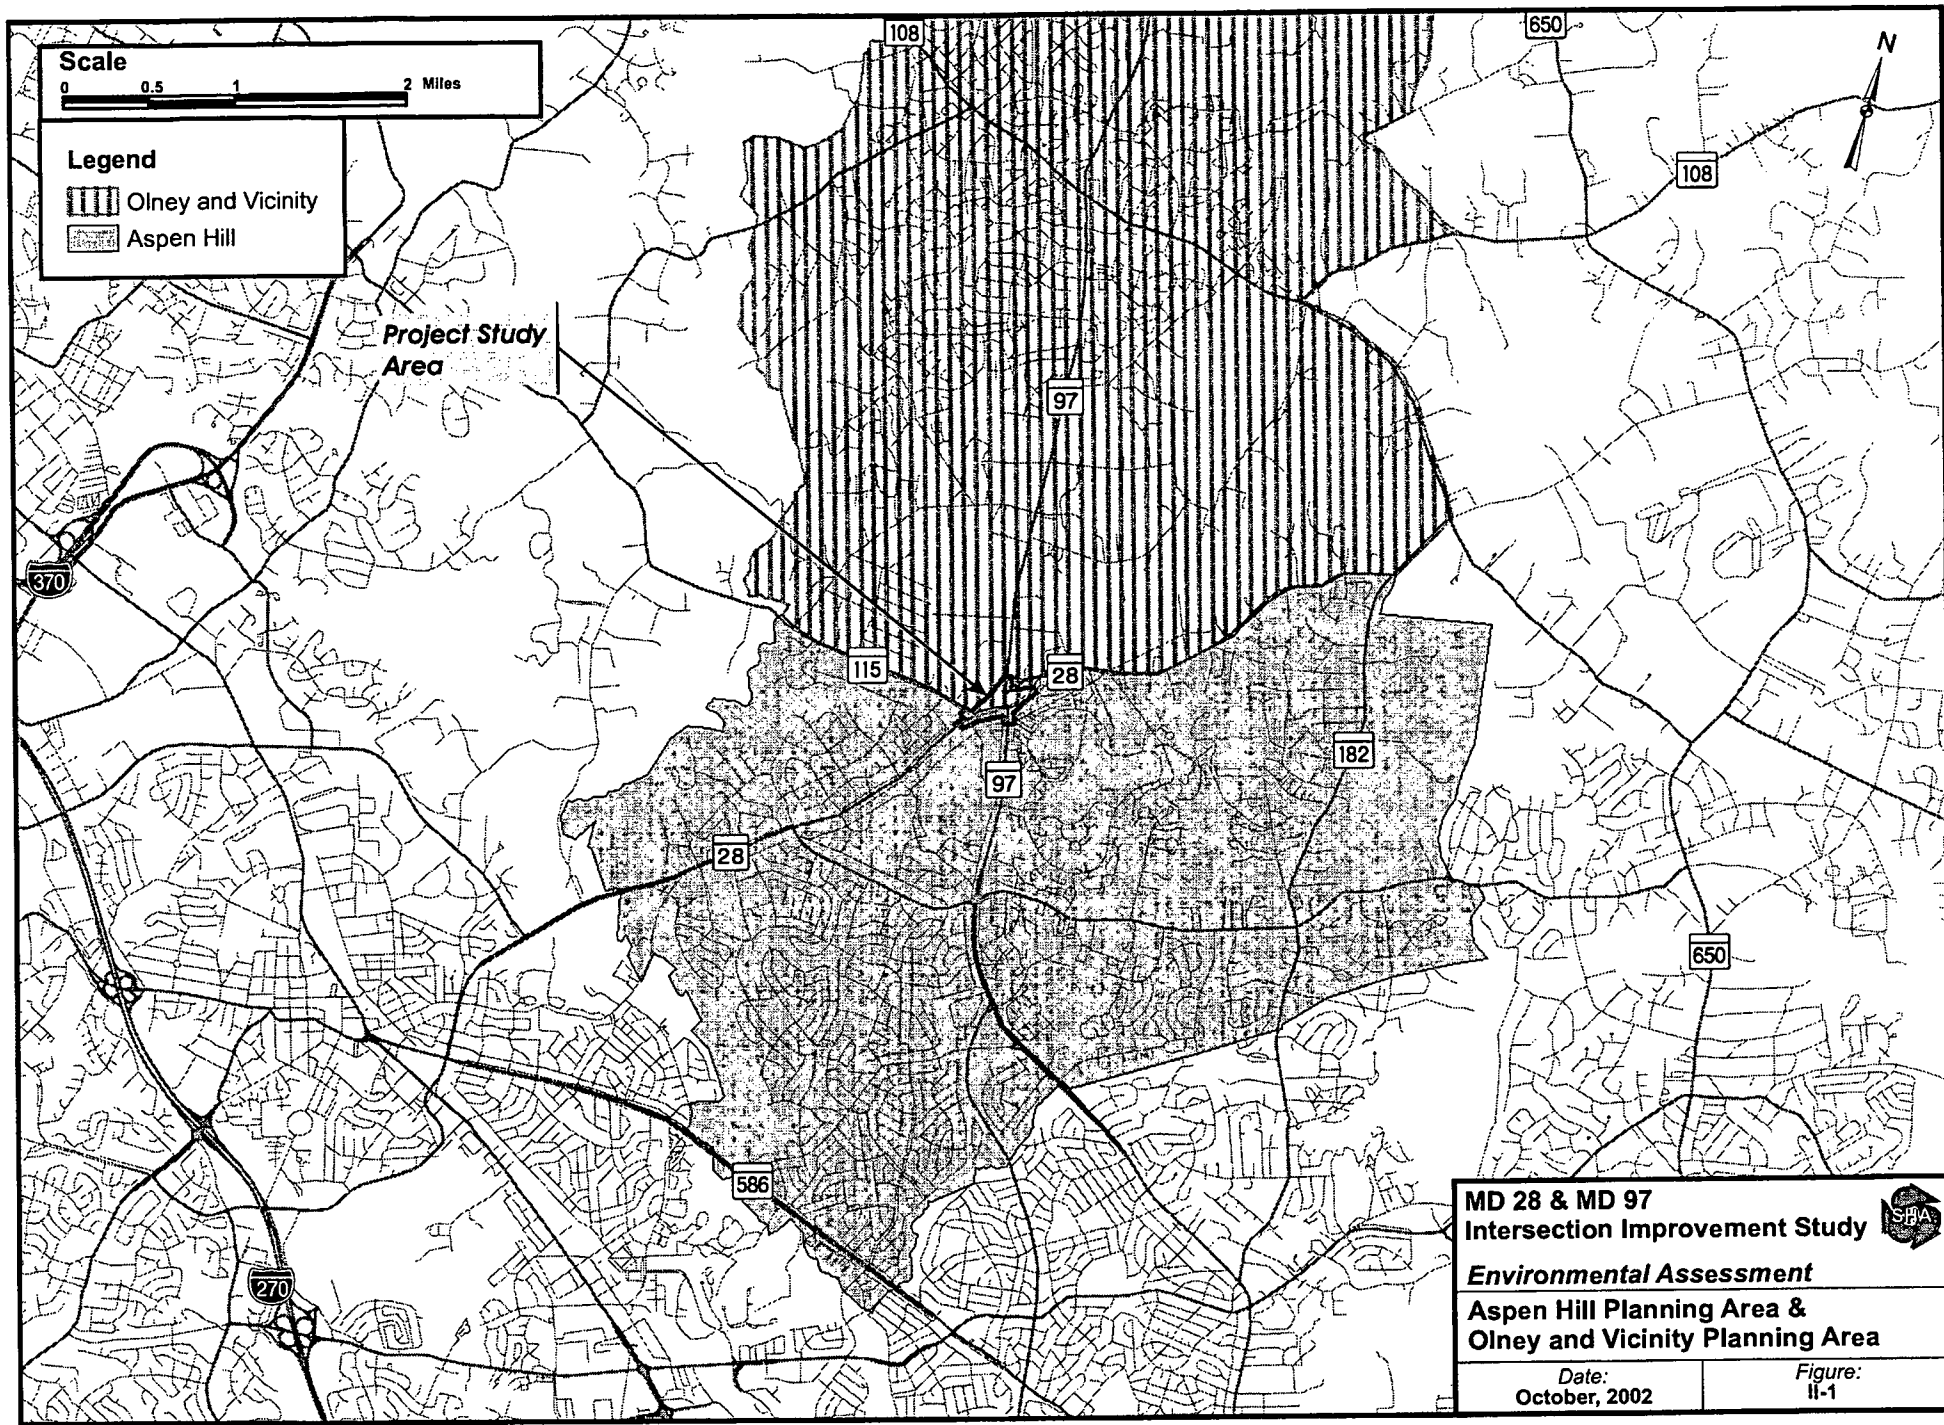 108
650
N
Scale
0 0.5 1 2 Miles
Legend
Olney and Vicinity
Aspen Hill
108
Project Study
Area
97
370
115
28
182
97
28
650
586
270
MD 28 & MD 97
Intersection Improvement Study
SHA
Environmental Assessment
Aspen Hill Planning Area &
Olney and Vicinity Planning Area
Date:
October, 2002
Figure:
II-1